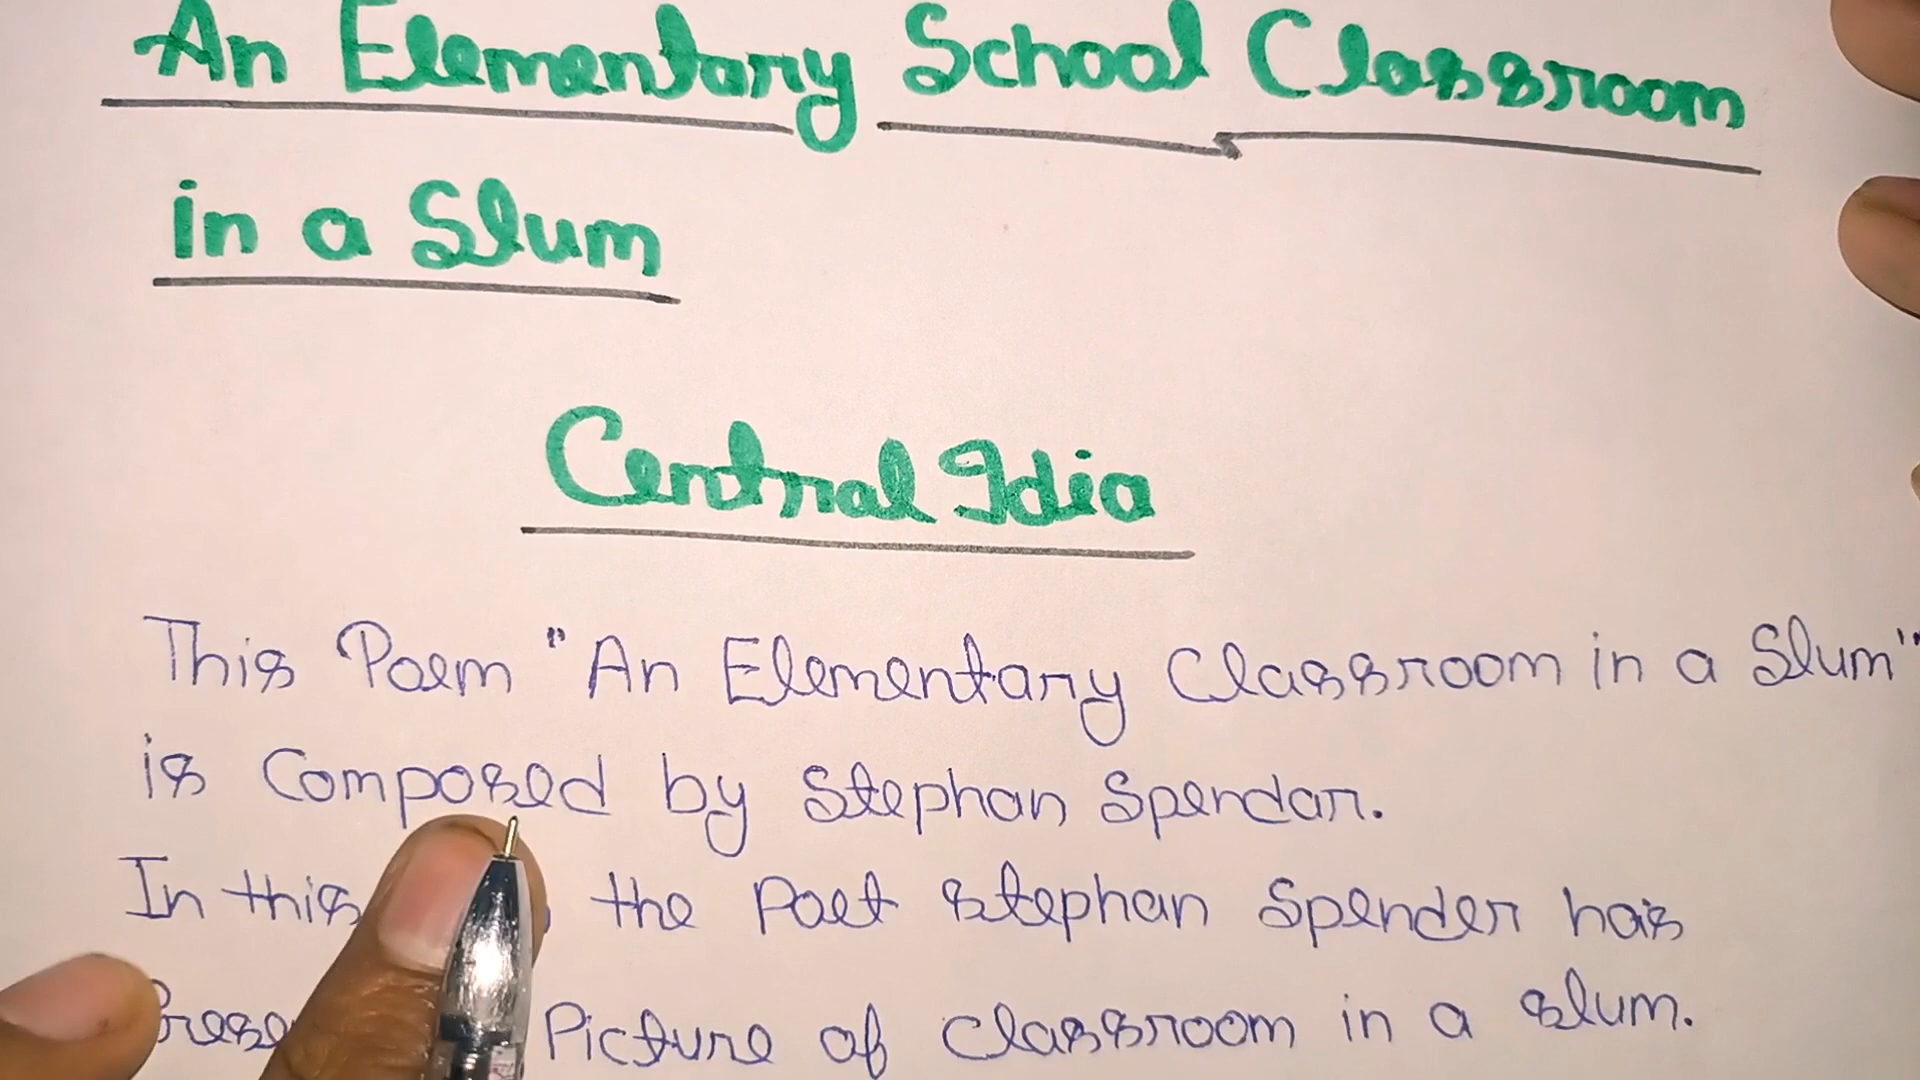 An Elementary School Classroom
in a Slum
Central Idia
This Poem "An Elementary Classroom in a Slum"
is Composed by Stephan Spendar.
In this the Poet stephan Spender has
Picture of classroom in a slum.